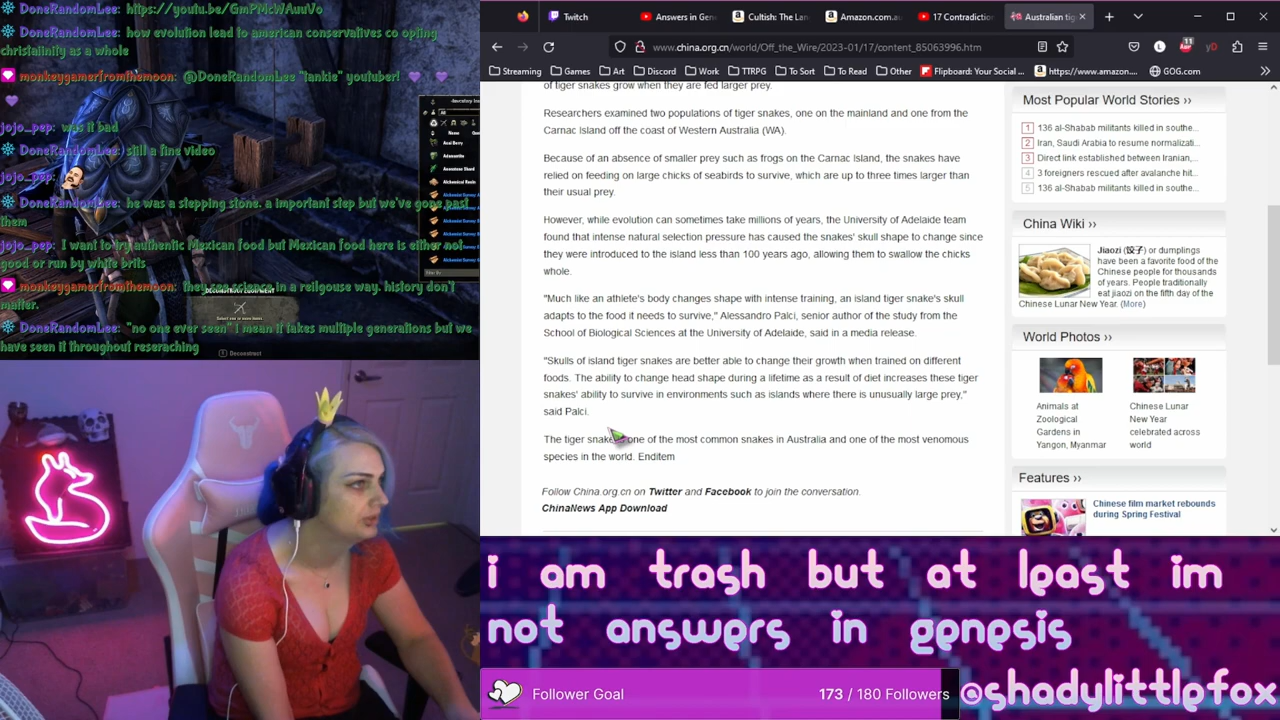 DoneRandomLee: https://youtu.be/GmPMcWAuuVo
DoneRandomLee: how evolution lead to american conservatives co opting
christainity as a whole
monkeygamerfromthemoon: @DoneRandomLee "tankie" youtuber!
jojo_pep: was it bad
DoneRandomLee: still a fine video
jojo_pep:
DoneRandomLee: he was a stepping stone. a important step but we've gone past
them
jojo_pep: I want to try authentic Mexican food but Mexican food here is either not
good or run by white brits
monkeygamerfromthemoon: they see science in a reilgouse way. history don't
matter.
DoneRandomLee: "no one ever seen" I mean it takes multiple generations but we
have seen it throughout reseraching
Deconstruct
Twitch
Answers in Gen
Cultish: The Lan
Amazon.com.au
17 Contradiction
Australian tig
www.china.org.cn/world/Off_the_Wire/2023-01/17/content_85063996.htm
11
Streaming
Games
Art
Discord
Work
TTRPG
To Sort
To Read
Other
Flipboard: Your Social ...
https://www.amazon....
GOG.com
of tiger snakes grow when they are fed larger prey.
Researchers examined two populations of tiger snakes, one on the mainland and one from the
Carnac Island off the coast of Western Australia (WA).
Because of an absence of smaller prey such as frogs on the Carnac Island, the snakes have
relied on feeding on large chicks of seabirds to survive, which are up to three times larger than
their usual prey.
However, while evolution can sometimes take millions of years, the University of Adelaide team
found that intense natural selection pressure has caused the snakes' skull shape to change since
they were introduced to the island less than 100 years ago, allowing them to swallow the chicks
whole.
"Much like an athlete's body changes shape with intense training, an island tiger snake's skull
adapts to the food it needs to survive," Alessandro Palci, senior author of the study from the
School of Biological Sciences at the University of Adelaide, said in a media release.
"Skulls of island tiger snakes are better able to change their growth when trained on different
foods. The ability to change head shape during a lifetime as a result of diet increases these tiger
snakes' ability to survive in environments such as islands where there is unusually large prey,"
said Palci.
The tiger snake one of the most common snakes in Australia and one of the most venomous
species in the world. Enditem
Follow China.org.cn on Twitter and Facebook to join the conversation.
ChinaNews App Download
Most Popular World Stories ››
1 136 al-Shabab militants killed in southe...
2 Iran, Saudi Arabia to resume normalizati...
3 Direct link established between Iranian,...
4 3 foreigners rescued after avalanche hit...
5 136 al-Shabab militants killed in southe...
China Wiki ››
Jiaozi (饺子) or dumplings
have been a favorite food of the
Chinese people for thousands
of years. People traditionally
eat jiaozi on the fifth day of the
Chinese Lunar New Year. (More)
World Photos ››
Animals at
Zoological
Gardens in
Yangon, Myanmar
Chinese Lunar
New Year
celebrated across
world
Features ››
Chinese film market rebounds
during Spring Festival
i am trash but at least im
not answers in genesis
Follower Goal
173 / 180 Followers
@shadylittlefox